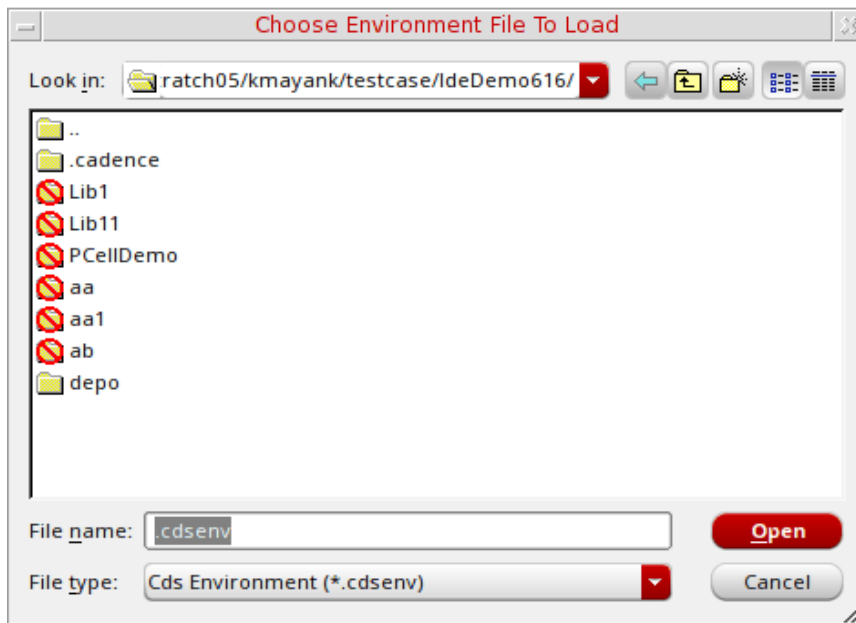 Choose Environment File To Load
Look in: ratch05/kmayank/testcase/IdeDemo616/
..
.cadence
Lib1
Lib11
PCellDemo
aa
aa1
ab
depo
File name: .cdsenv Open
File type: Cds Environment (*.cdsenv) Cancel